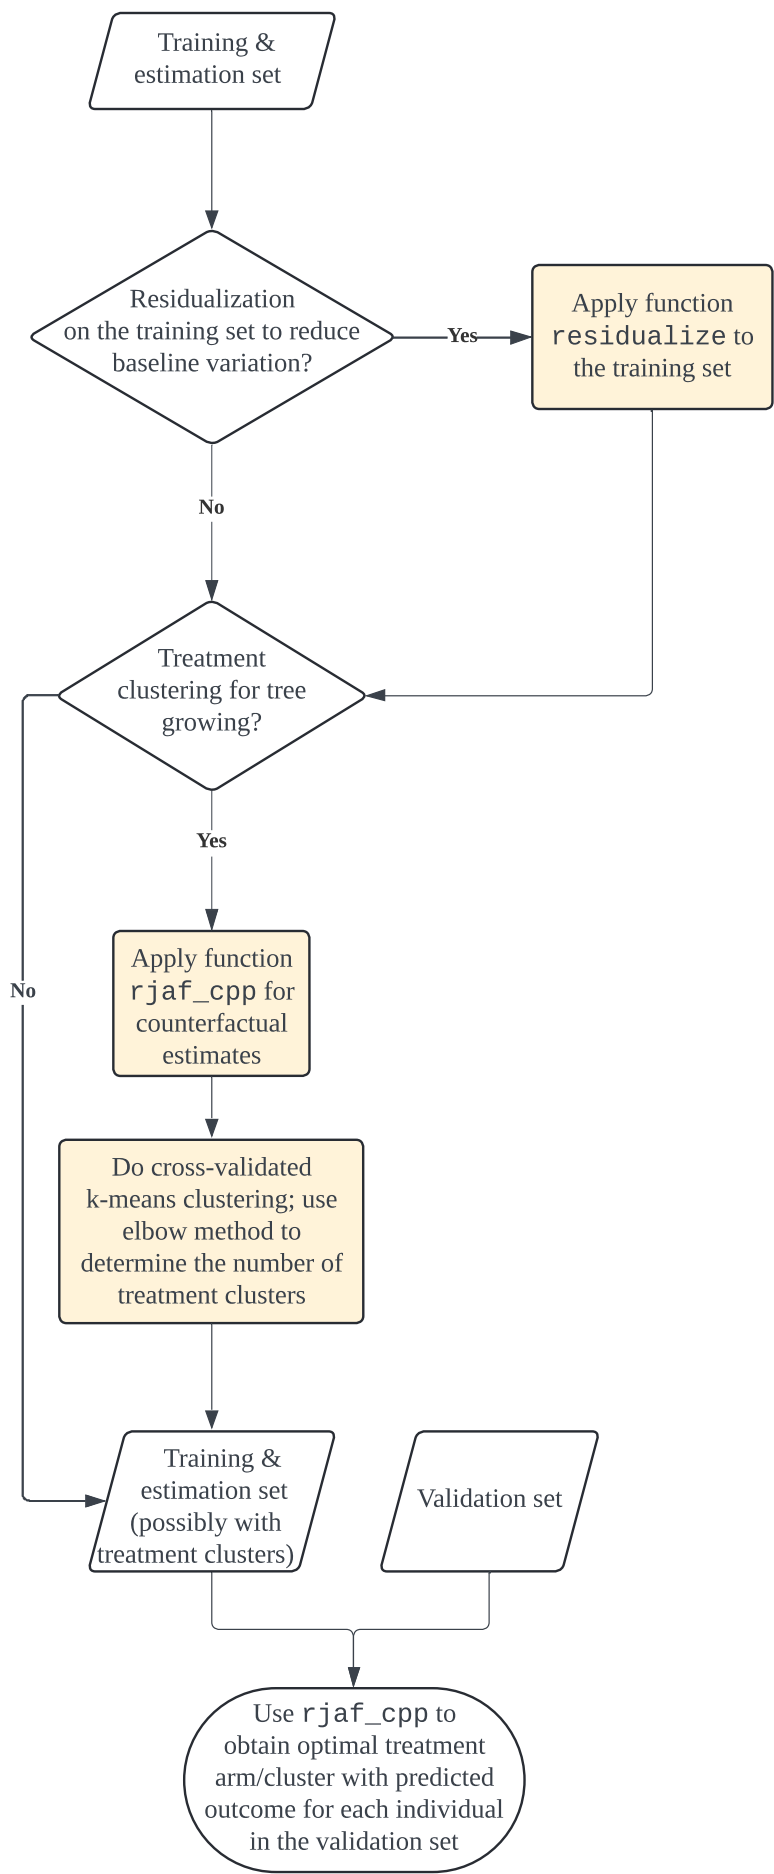 Training &
estimation set
Residualization
on the training set to reduce
baseline variation?
Yes
Apply function
residualize to
the training set
No
Treatment
clustering for tree
growing?
Yes
No
Apply function
rjaf_cpp for
counterfactual
estimates
Do cross-validated
k-means clustering; use
elbow method to
determine the number of
treatment clusters
Training &
estimation set
(possibly with
treatment clusters)
Validation set
Use rjaf_cpp to
obtain optimal treatment
arm/cluster with predicted
outcome for each individual
in the validation set